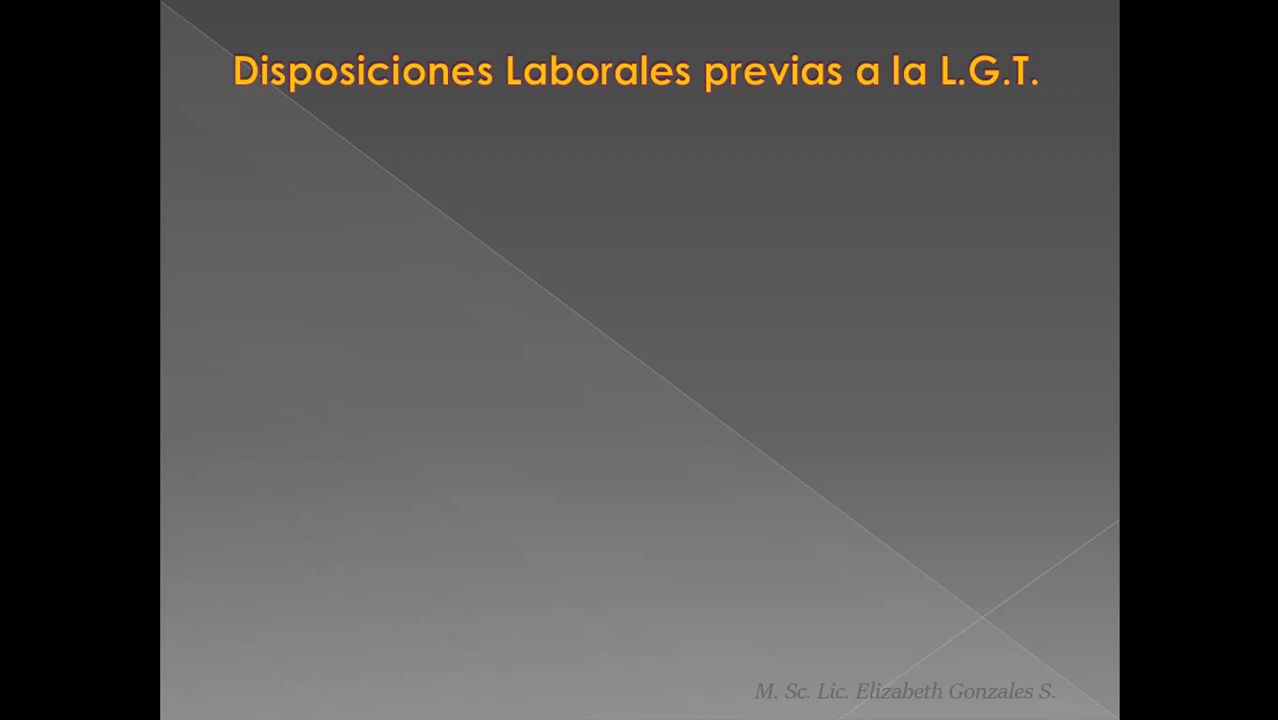 Disposiciones Laborales previas a la L.G.T.
M. Sc. Lic. Elizabeth Gonzales S.